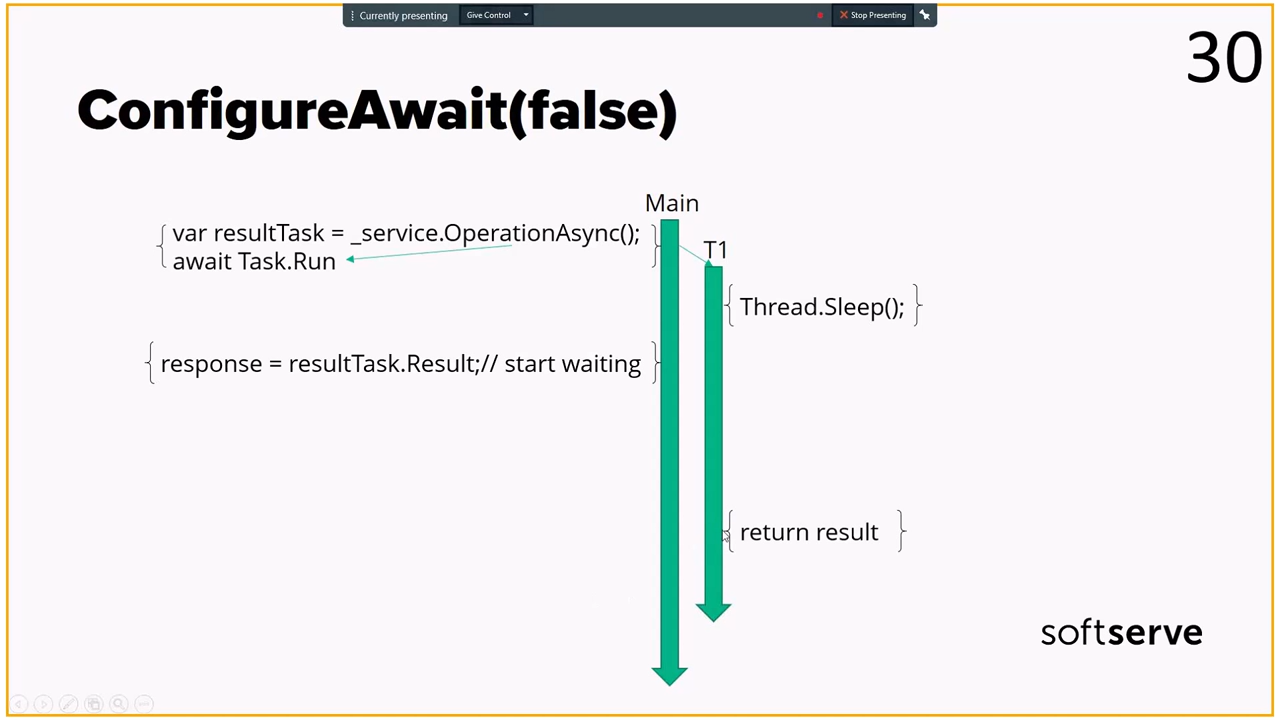 Currently presenting
Give Control
Stop Presenting
30
ConfigureAwait(false)
Main
var resultTask = _service.OperationAsync();
await Task.Run
T1
Thread.Sleep();
response = resultTask.Result;// start waiting
return result
softserve